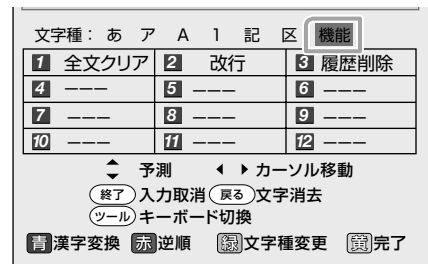 文字種： あ ア A 1 記 区 機能
1 全文クリア 2 改行 3 履歴削除
4 ––– 5 ––– 6 –––
7 ––– 8 ––– 9 –––
10 ––– 11 ––– 12 –––
予測 カーソル移動
終了 入力取消 戻る 文字消去
ツール キーボード切換
青 漢字変換 赤 逆順 緑 文字種変更 黄 完了